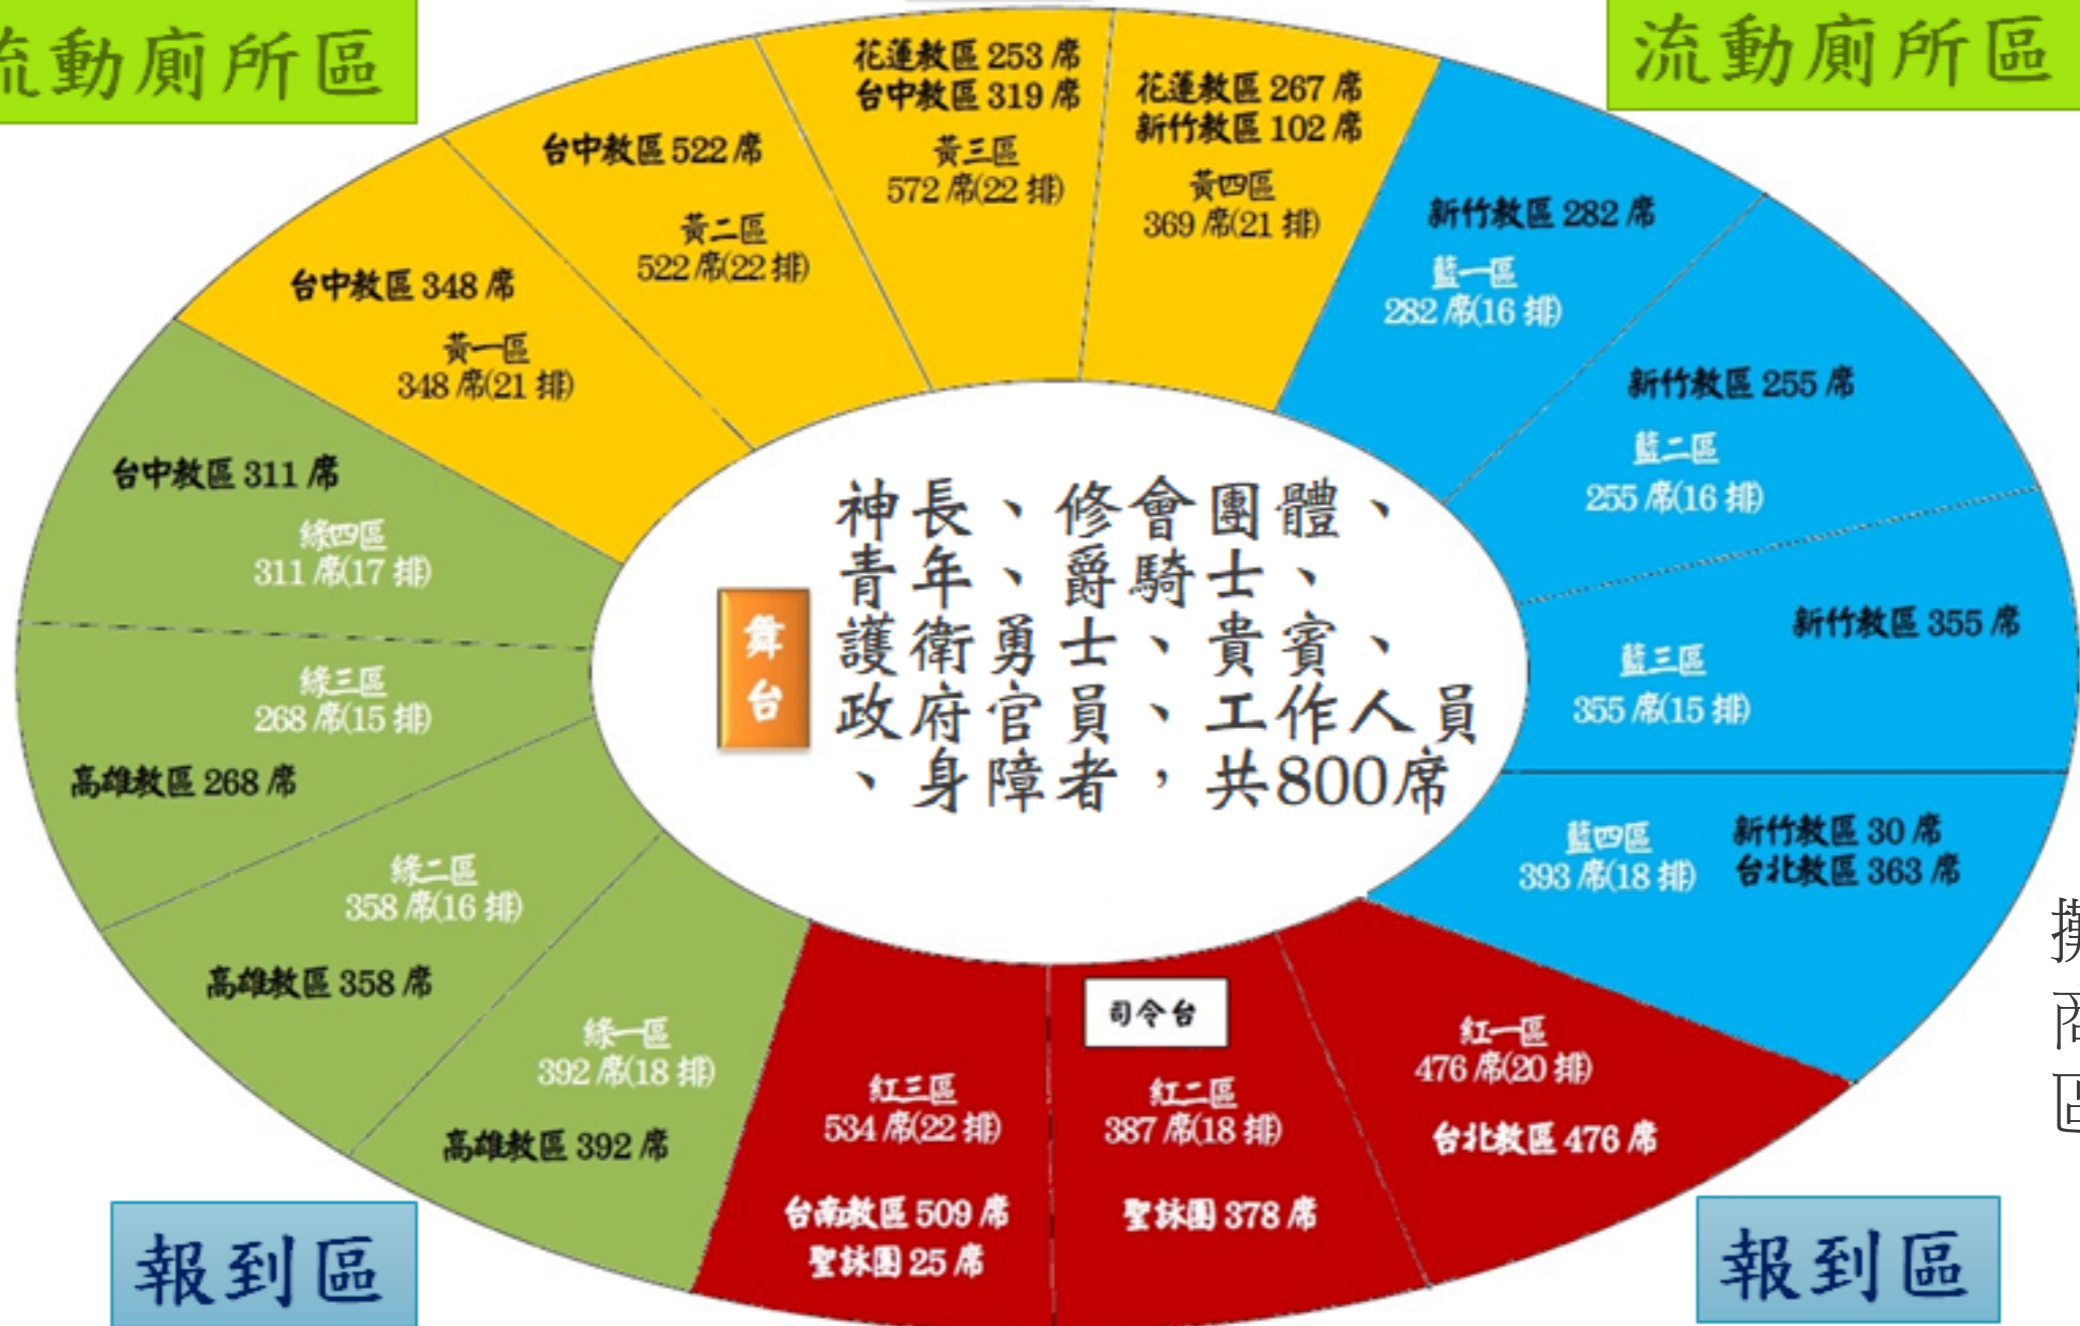 流動廁所區
流動廁所區
花蓮教區 253 席
台中教區 319 席
黃三區
572 席(22 排)
花蓮教區 267 席
新竹教區 102 席
黃四區
369 席(21 排)
台中教區 522 席
黃二區
522 席(22 排)
台中教區 348 席
黃一區
348 席(21 排)
新竹教區 282 席
藍一區
282 席(16 排)
新竹教區 255 席
藍二區
255 席(16 排)
新竹教區 355 席
藍三區
355 席(15 排)
藍四區
393 席(18 排)
新竹教區 30 席
台北教區 363 席
台中教區 311 席
綠四區
311 席(17 排)
綠三區
268 席(15 排)
高雄教區 268 席
綠二區
358 席(16 排)
高雄教區 358 席
綠一區
392 席(18 排)
高雄教區 392 席
舞
台
神長、修會團體、
青年、爵騎士、
護衛勇士、貴賓、
政府官員、工作人員
、身障者，共800席
司令台
紅三區
534 席(22 排)
台南教區 509 席
聖詠團 25 席
紅二區
387 席(18 排)
聖詠團 378 席
紅一區
476 席(20 排)
台北教區 476 席
商
區
報到區
報到區